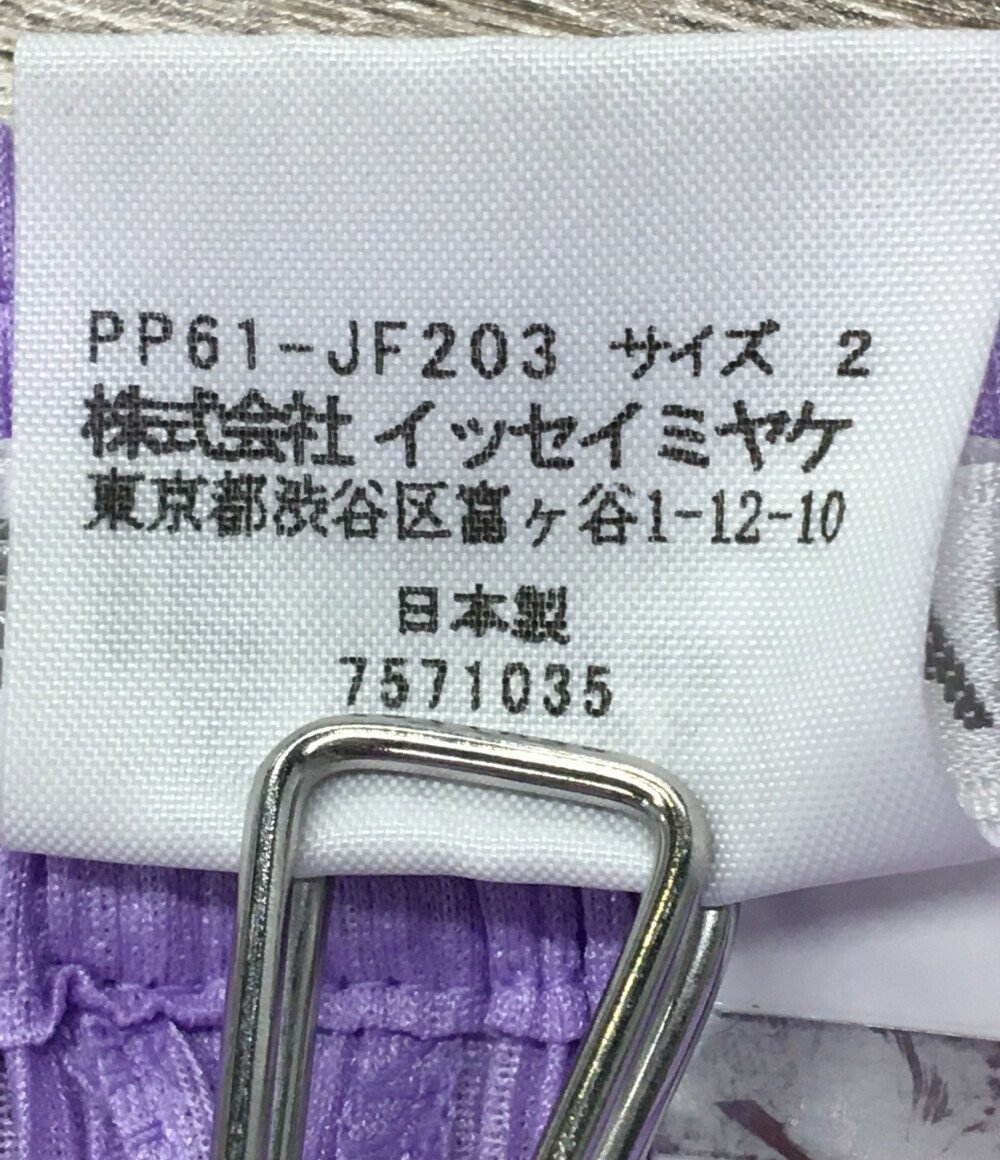 PP61-JF203 サイズ 2
株式会社イッセイミヤケ
東京都渋谷区富ヶ谷1-12-10
日本製
7571035